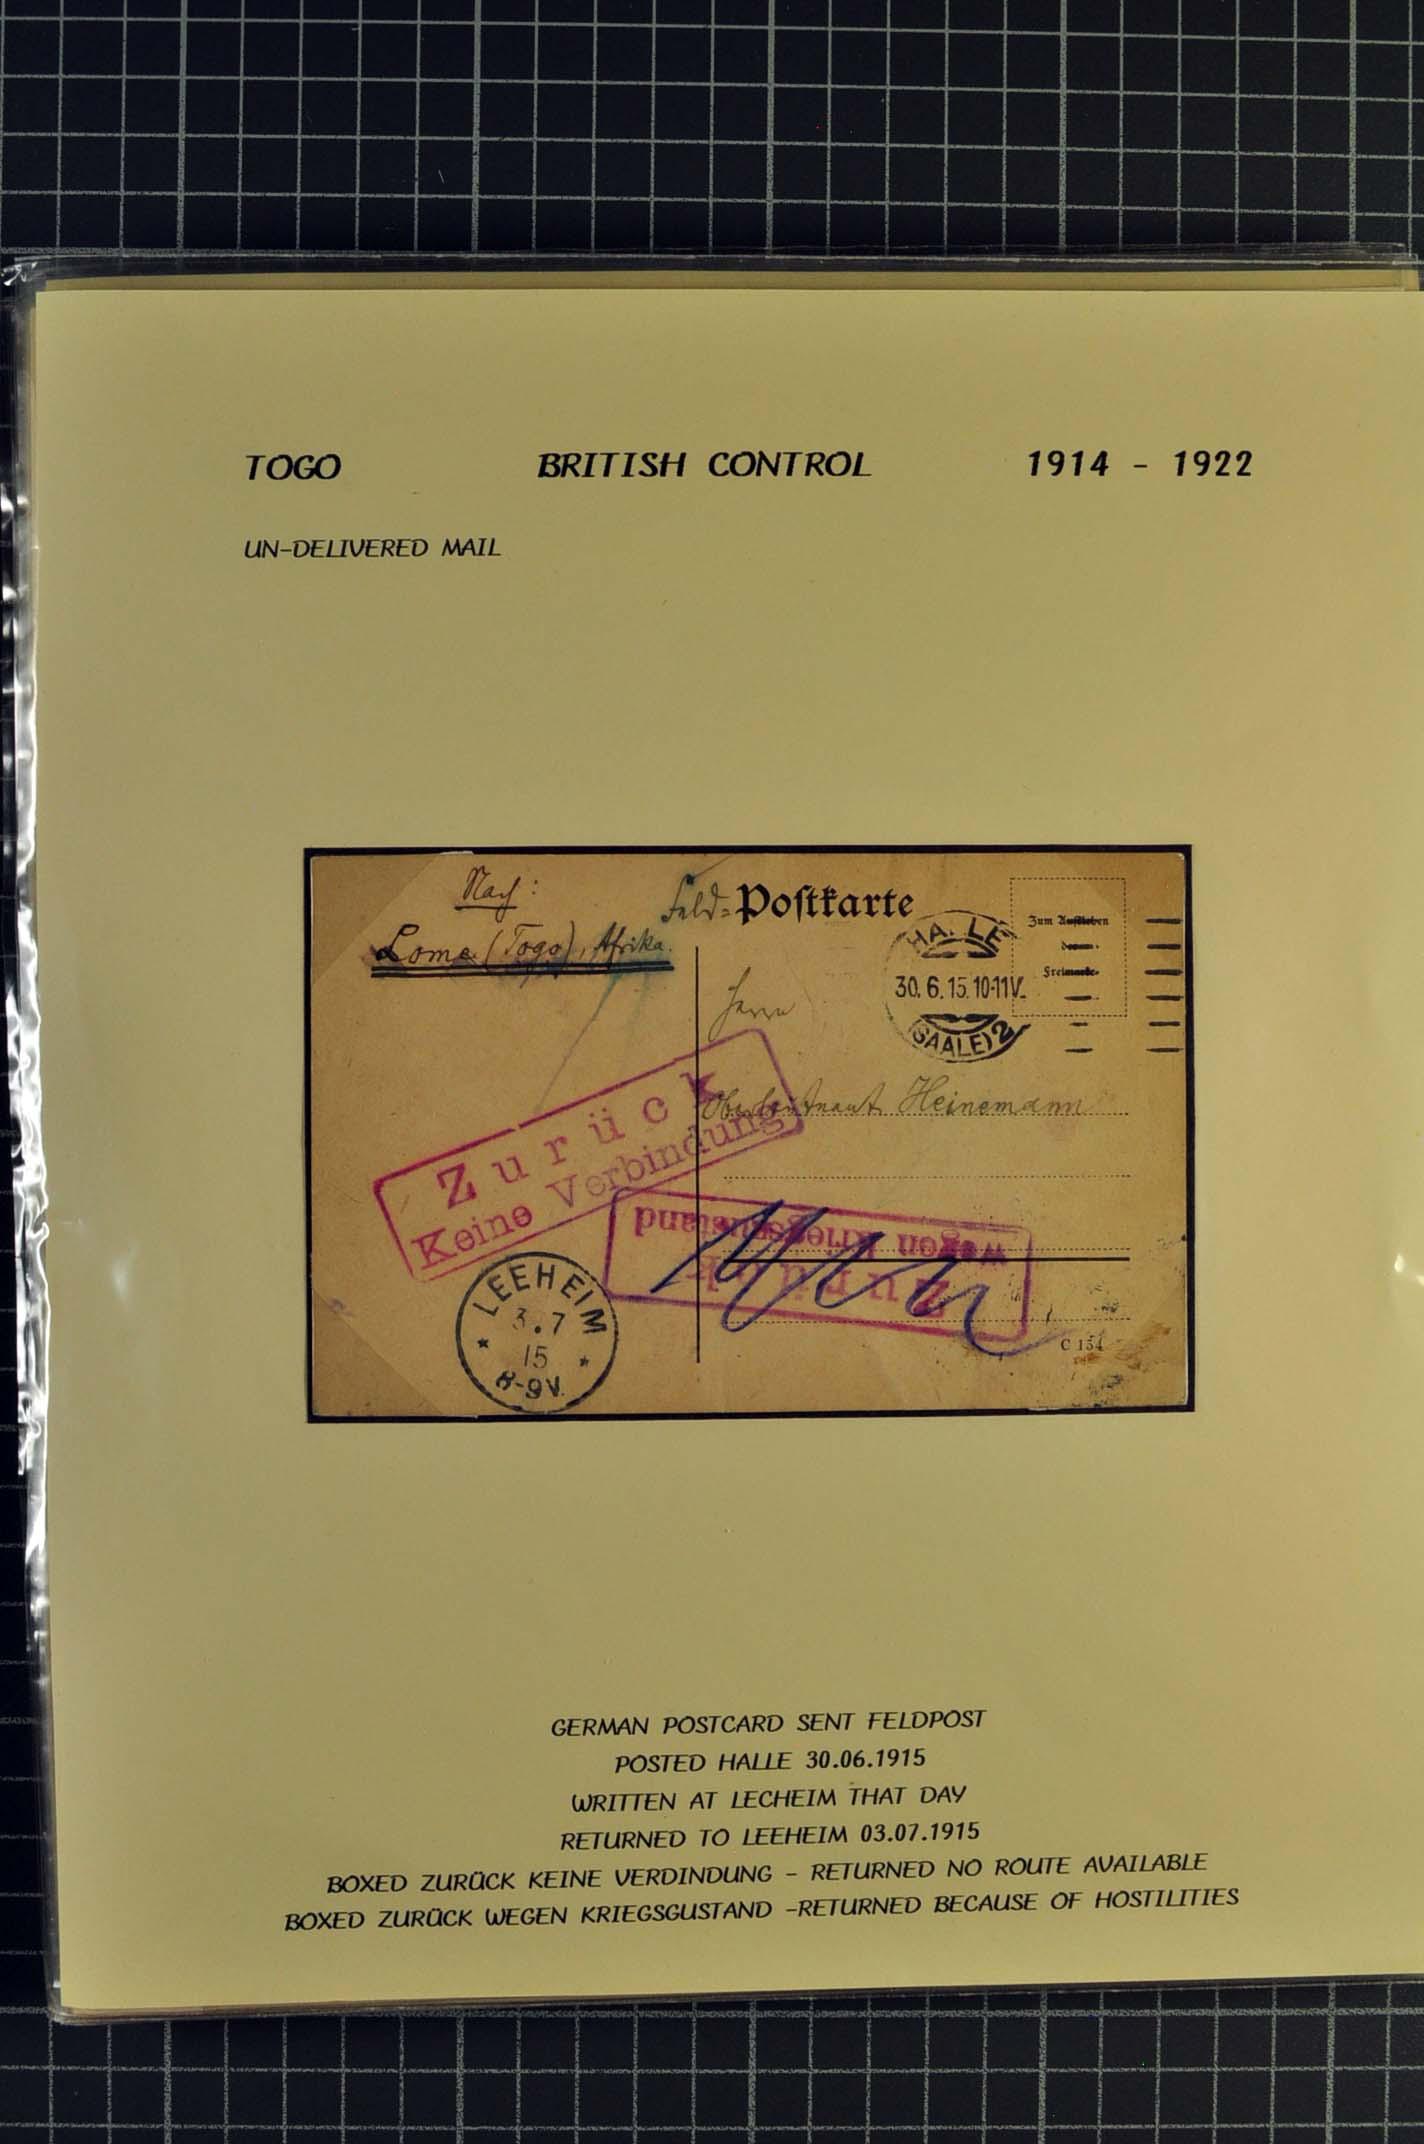 TOGO BRITISH CONTROL 1914 - 1922
UN-DELIVERED MAIL
Nach:
Lome (Togo), Afrika.
Feld-Postkarte
Zum Aufkleben
der
Freimarke
HALLE
30.6.15.10-11V.
(SAALE)2
Herrn
Oberleutnant Heinemann
Zurück
Keine Verbindung
Zurück
wegen Kriegszustand
LEEHEIM
3.7
15
8-9V.
C 154
GERMAN POSTCARD SENT FELDPOST
POSTED HALLE 30.06.1915
WRITTEN AT LECHEIM THAT DAY
RETURNED TO LEEHEIM 03.07.1915
BOXED ZURÜCK KEINE VERDINDUNG - RETURNED NO ROUTE AVAILABLE
BOXED ZURÜCK WEGEN KRIEGSGUSTAND -RETURNED BECAUSE OF HOSTILITIES